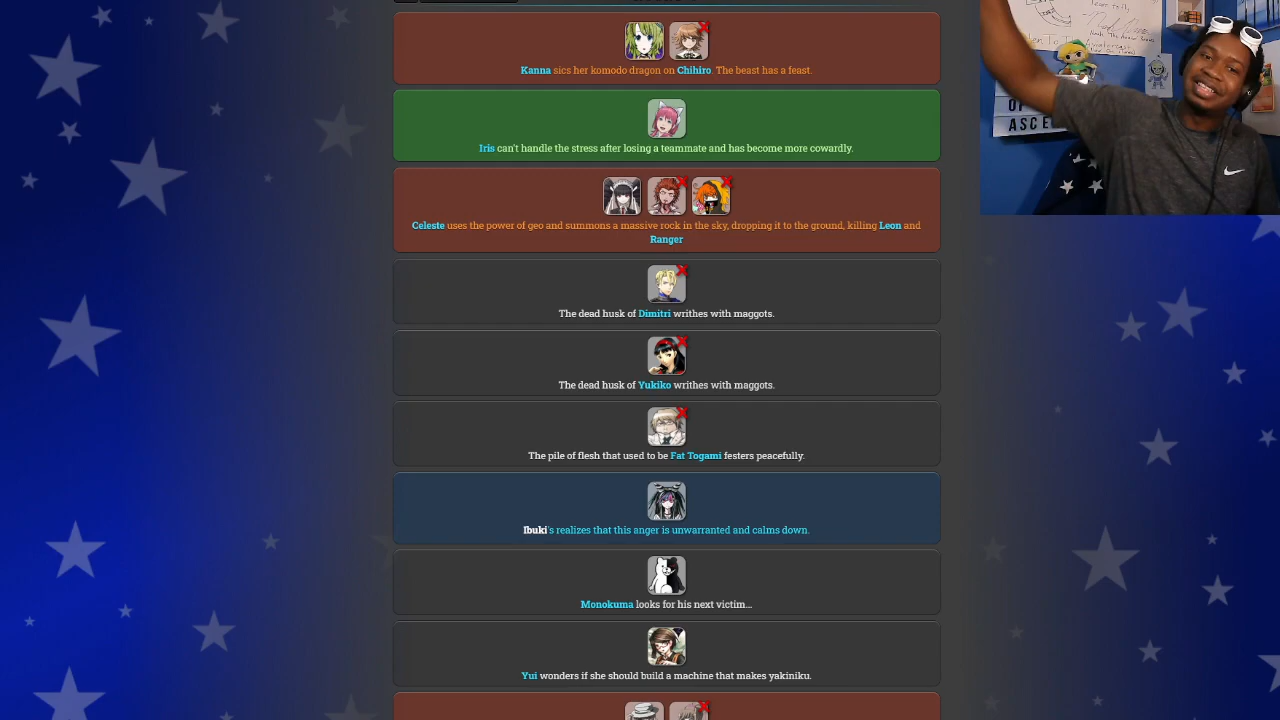 Kanna sics her komodo dragon on Chihiro. The beast has a feast.
Iris can't handle the stress after losing a teammate and has become more cowardly.
Celeste uses the power of geo and summons a massive rock in the sky, dropping it to the ground, killing Leon and
Ranger
The dead husk of Dimitri writhes with maggots.
The dead husk of Yukiko writhes with maggots.
The pile of flesh that used to be Fat Togami festers peacefully.
Ibuki's realizes that this anger is unwarranted and calms down.
Monokuma looks for his next victim...
Yui wonders if she should build a machine that makes yakiniku.
OF
ASCE